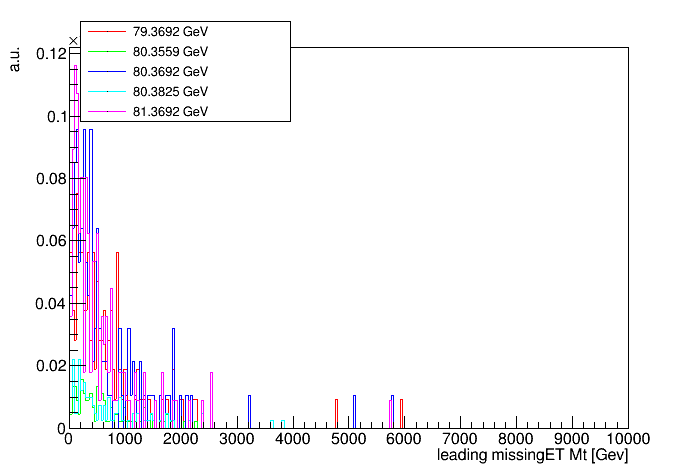 79.3692 GeV
80.3559 GeV
80.3692 GeV
80.3825 GeV
81.3692 GeV
×
a.u.
0.12
0.1
0.08
0.06
0.04
0.02
0
0 1000 2000 3000 4000 5000 6000 7000 8000 9000 10000
leading missingET Mt [Gev]